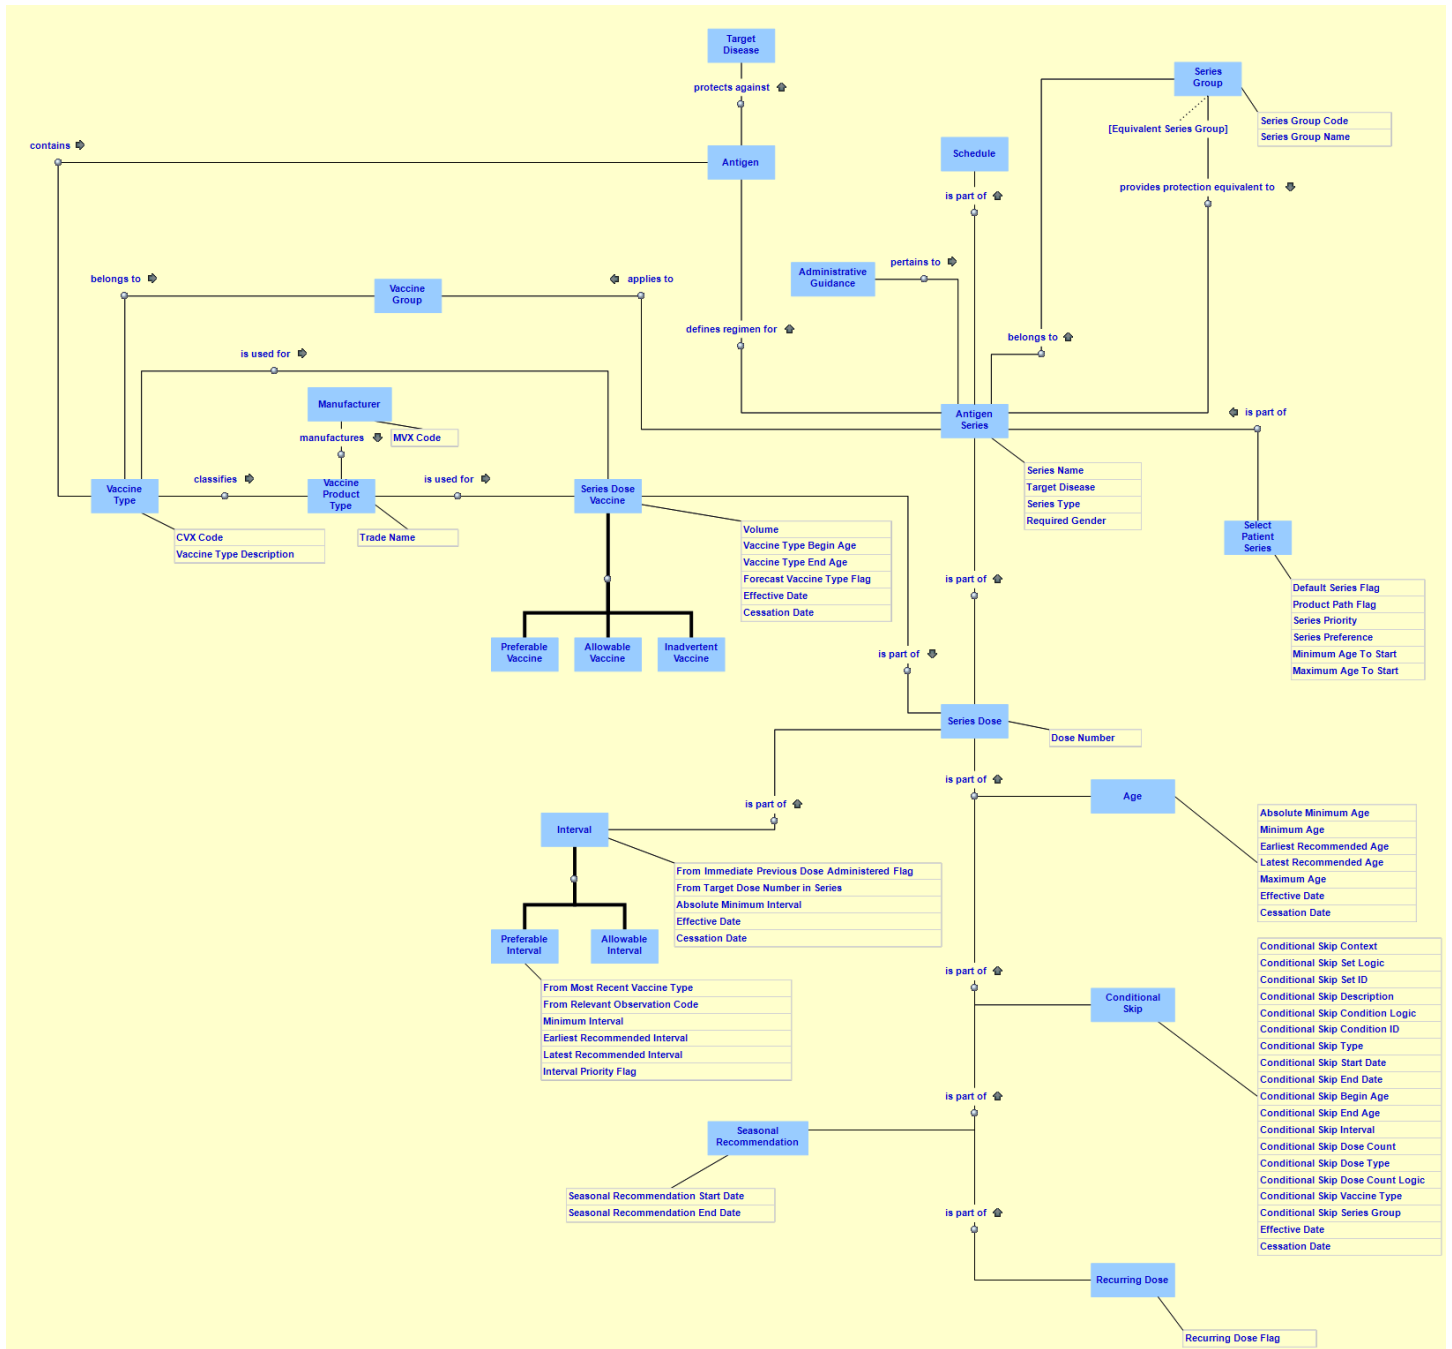 Target
Disease
protects against
Series
Group
Series Group Code
Series Group Name
[Equivalent Series Group]
contains
Antigen
Schedule
is part of
provides protection equivalent to
pertains to
Administrative
Guidance
belongs to
Vaccine
Group
applies to
defines regimen for
belongs to
is used for
Manufacturer
MVX Code
manufactures
Antigen
Series
is part of
Series Name
Target Disease
Series Type
Required Gender
Vaccine
Type
classifies
Vaccine
Product
Type
is used for
Series Dose
Vaccine
CVX Code
Vaccine Type Description
Trade Name
Volume
Vaccine Type Begin Age
Vaccine Type End Age
Forecast Vaccine Type Flag
Effective Date
Cessation Date
Select
Patient
Series
Default Series Flag
Product Path Flag
Series Priority
Series Preference
Minimum Age To Start
Maximum Age To Start
is part of
Preferable
Vaccine
Allowable
Vaccine
Inadvertent
Vaccine
is part of
Series Dose
Dose Number
is part of
Age
Absolute Minimum Age
Minimum Age
Earliest Recommended Age
Latest Recommended Age
Maximum Age
Effective Date
Cessation Date
is part of
Interval
From Immediate Previous Dose Administered Flag
From Target Dose Number in Series
Absolute Minimum Interval
Effective Date
Cessation Date
Preferable
Interval
Allowable
Interval
From Most Recent Vaccine Type
From Relevant Observation Code
Minimum Interval
Earliest Recommended Interval
Latest Recommended Interval
Interval Priority Flag
is part of
Conditional
Skip
Conditional Skip Context
Conditional Skip Set Logic
Conditional Skip Set ID
Conditional Skip Description
Conditional Skip Condition Logic
Conditional Skip Condition ID
Conditional Skip Type
Conditional Skip Start Date
Conditional Skip End Date
Conditional Skip Begin Age
Conditional Skip End Age
Conditional Skip Interval
Conditional Skip Dose Count
Conditional Skip Dose Type
Conditional Skip Dose Count Logic
Conditional Skip Vaccine Type
Conditional Skip Series Group
Effective Date
Cessation Date
is part of
Seasonal
Recommendation
Seasonal Recommendation Start Date
Seasonal Recommendation End Date
is part of
Recurring Dose
Recurring Dose Flag